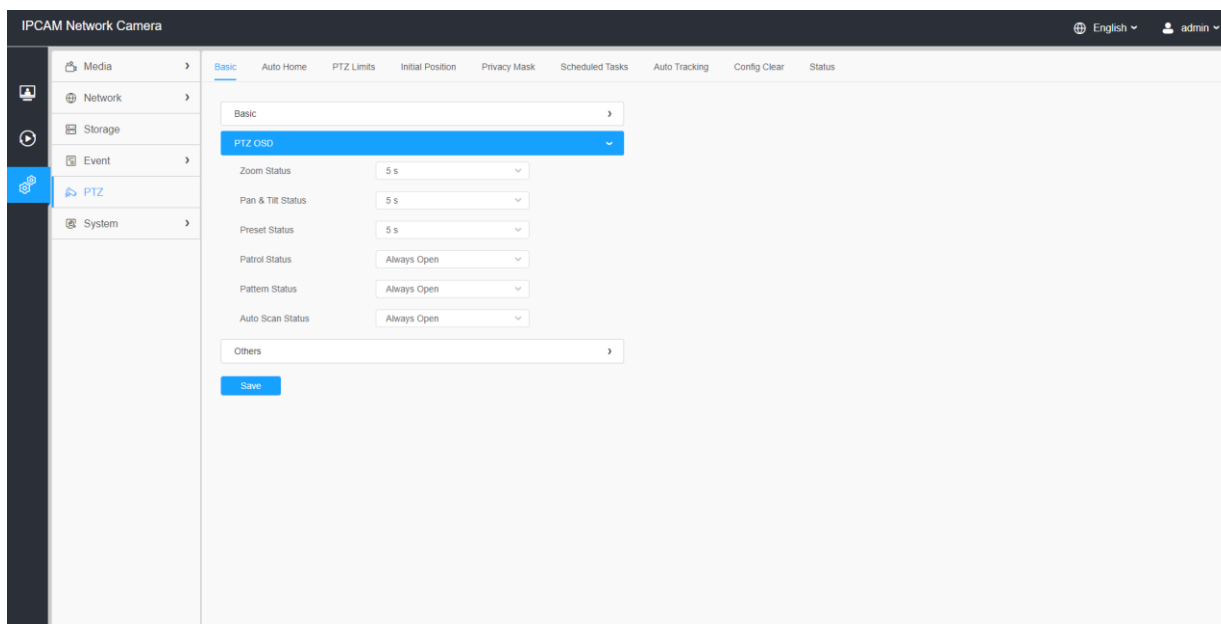 IPCAM Network Camera
English
admin
Media
Network
Storage
Event
PTZ
System
Basic Auto Home PTZ Limits Initial Position Privacy Mask Scheduled Tasks Auto Tracking Config Clear Status
Basic
PTZ OSD
Zoom Status 5 s
Pan & Tilt Status 5 s
Preset Status 5 s
Patrol Status Always Open
Pattern Status Always Open
Auto Scan Status Always Open
Others
Save